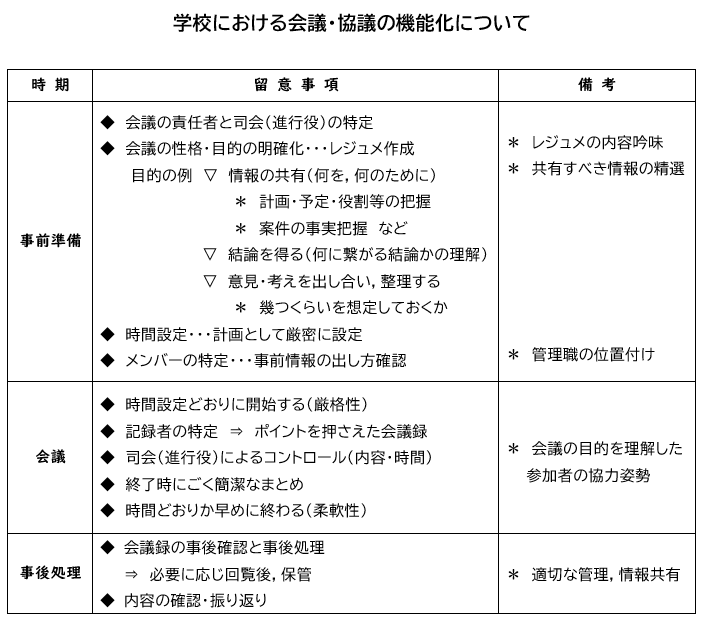 学校における会議・協議の機能化について
時 期 留 意 事 項 備 考
事前準備
◆ 会議の責任者と司会(進行役)の特定
◆ 会議の性格・目的の明確化・・・レジュメ作成
目的の例 ▽ 情報の共有(何を,何のために)
＊ 計画・予定・役割等の把握
＊ 案件の事実把握 など
▽ 結論を得る(何に繋がる結論かの理解)
▽ 意見・考えを出し合い,整理する
＊ 幾つくらいを想定しておくか
◆ 時間設定・・・計画として厳密に設定
◆ メンバーの特定・・・事前情報の出し方確認
＊ レジュメの内容吟味
＊ 共有すべき情報の精選
＊ 管理職の位置付け
会議
◆ 時間設定どおりに開始する(厳格性)
◆ 記録者の特定 ⇒ ポイントを押さえた会議録
◆ 司会(進行役)によるコントロール(内容・時間)
◆ 終了時にごく簡潔なまとめ
◆ 時間どおりか早めに終わる(柔軟性)
＊ 会議の目的を理解した
参加者の協力姿勢
事後処理
◆ 会議録の事後確認と事後処理
⇒ 必要に応じ回覧後,保管
◆ 内容の確認・振り返り
＊ 適切な管理,情報共有